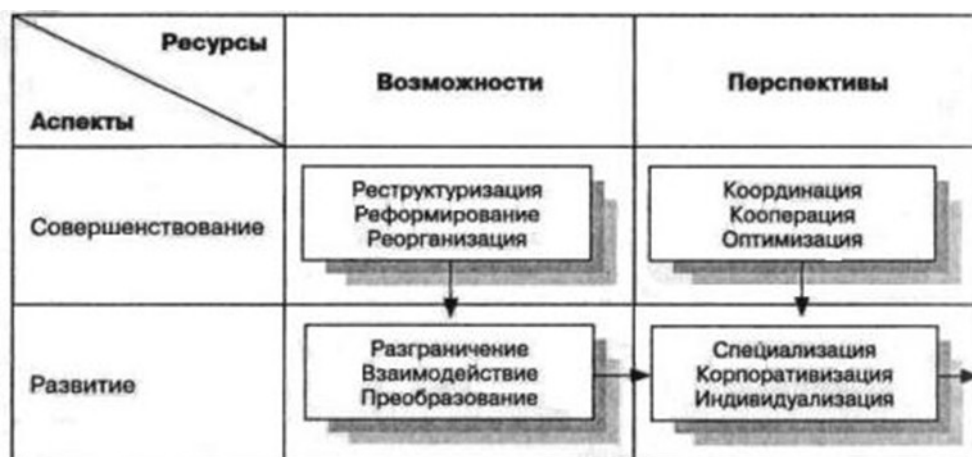 Ресурсы
Аспекты
Возможности
Перспективы
Совершенствование
Реструктуризация
Реформирование
Реорганизация
Координация
Кооперация
Оптимизация
Развитие
Разграничение
Взаимодействие
Преобразование
Специализация
Корпоративизация
Индивидуализация